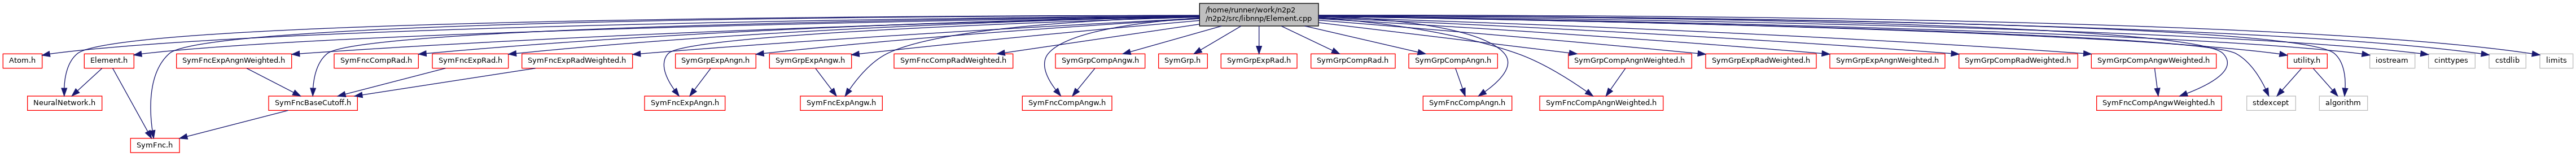 /home/runner/work/n2p2
/n2p2/src/libnnp/Element.cpp
Atom.h
Element.h
SymFncExpAngnWeighted.h
SymFncCompRad.h
SymFncExpRad.h
SymFncExpRadWeighted.h
SymGrpExpAngn.h
SymGrpExpAngw.h
SymFncCompRadWeighted.h
SymGrpCompAngw.h
SymGrp.h
SymGrpExpRad.h
SymGrpCompRad.h
SymGrpCompAngn.h
SymGrpCompAngnWeighted.h
SymGrpExpRadWeighted.h
SymGrpExpAngnWeighted.h
SymGrpCompRadWeighted.h
SymGrpCompAngwWeighted.h
utility.h
iostream
cinttypes
cstdlib
limits
NeuralNetwork.h
SymFncBaseCutoff.h
SymFncExpAngn.h
SymFncExpAngw.h
SymFncCompAngw.h
SymFncCompAngn.h
SymFncCompAngnWeighted.h
SymFncCompAngwWeighted.h
stdexcept
algorithm
SymFnc.h